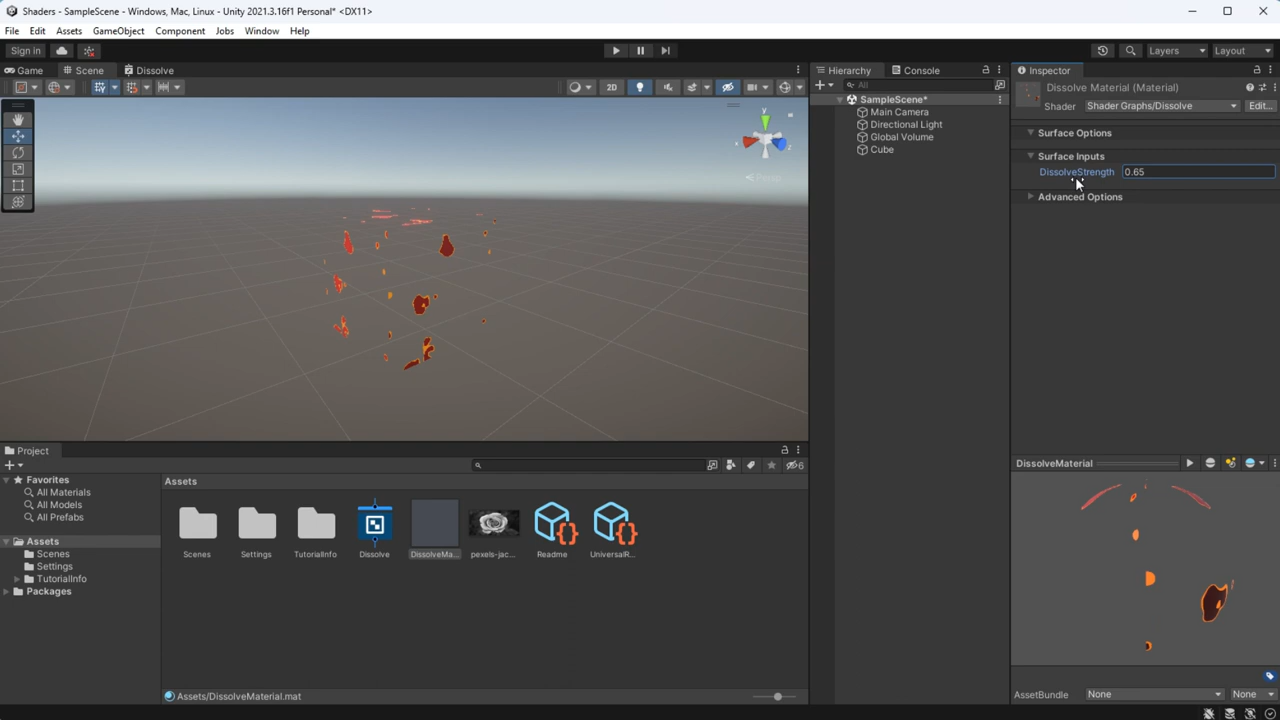 Shaders - SampleScene - Windows, Mac, Linux - Unity 2021.3.16f1 Personal* <DX11>
File Edit Assets GameObject Component Jobs Window Help
Sign in
Layers
Layout
Game
Scene
Dissolve
2D
y
x
z
Persp
Hierarchy
Console
All
SampleScene*
Main Camera
Directional Light
Global Volume
Cube
Inspector
Dissolve Material (Material)
Shader Shader Graphs/Dissolve Edit...
Surface Options
Surface Inputs
DissolveStrength 0.65
Advanced Options
DissolveMaterial
AssetBundle None None
Project
6
Favorites
All Materials
All Models
All Prefabs
Assets
Scenes
Settings
TutorialInfo
Packages
Assets
Scenes Settings TutorialInfo Dissolve DissolveMa... pexels-jac... Readme UniversalR...
Assets/DissolveMaterial.mat